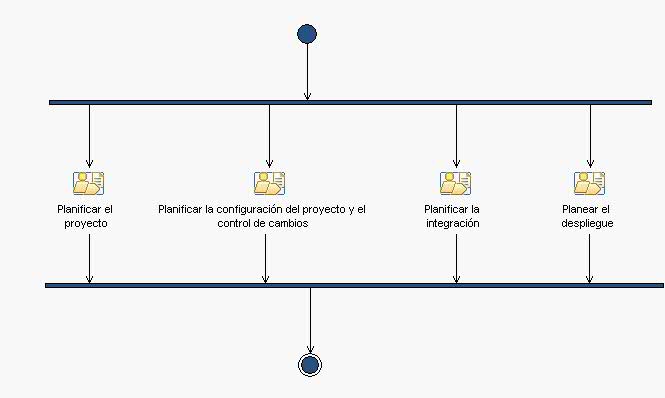 Planificar el
proyecto
Planificar la configuración del proyecto y el
control de cambios
Planificar la
integración
Planear el
despliegue